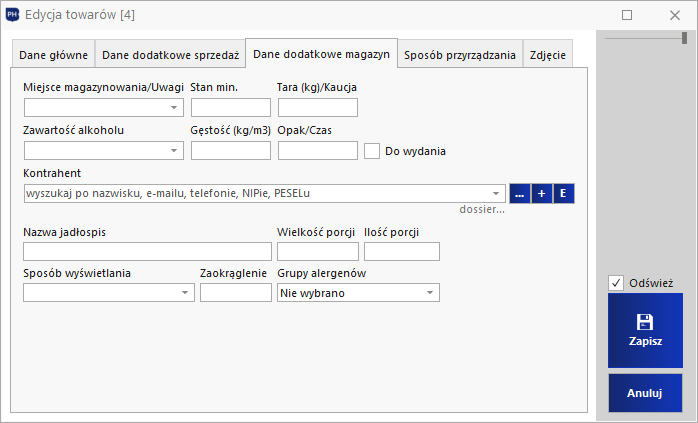 PH+ Edycja towarów [4]
Dane główne Dane dodatkowe sprzedaż Dane dodatkowe magazyn Sposób przyrządzania Zdjęcie
Miejsce magazynowania/Uwagi Stan min. Tara (kg)/Kaucja
Zawartość alkoholu Gęstość (kg/m3) Opak/Czas
Do wydania
Kontrahent
wyszukaj po nazwisku, e-mailu, telefonie, NIPie, PESELu ... + E
dossier...
Nazwa jadłospis Wielkość porcji Ilość porcji
Sposób wyświetlania Zaokrąglenie Grupy alergenów
Nie wybrano
Odśwież
Zapisz
Anuluj